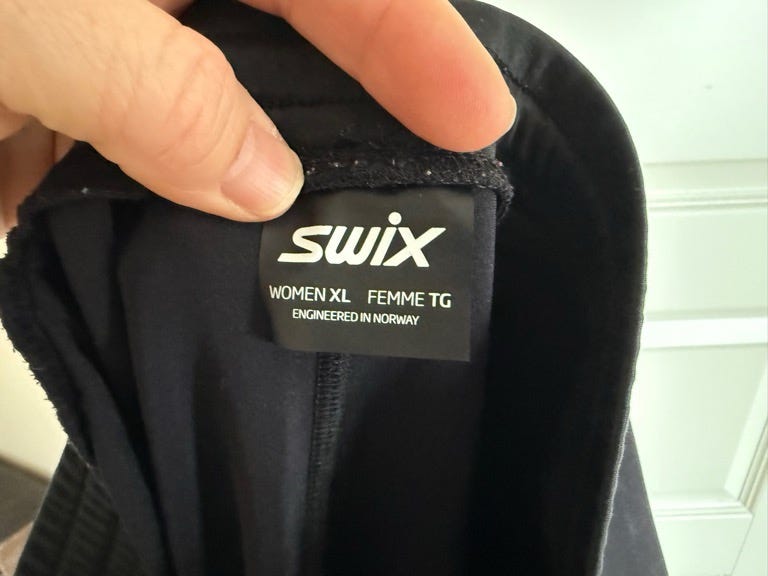 swix
WOMEN XL FEMME TG
ENGINEERED IN NORWAY